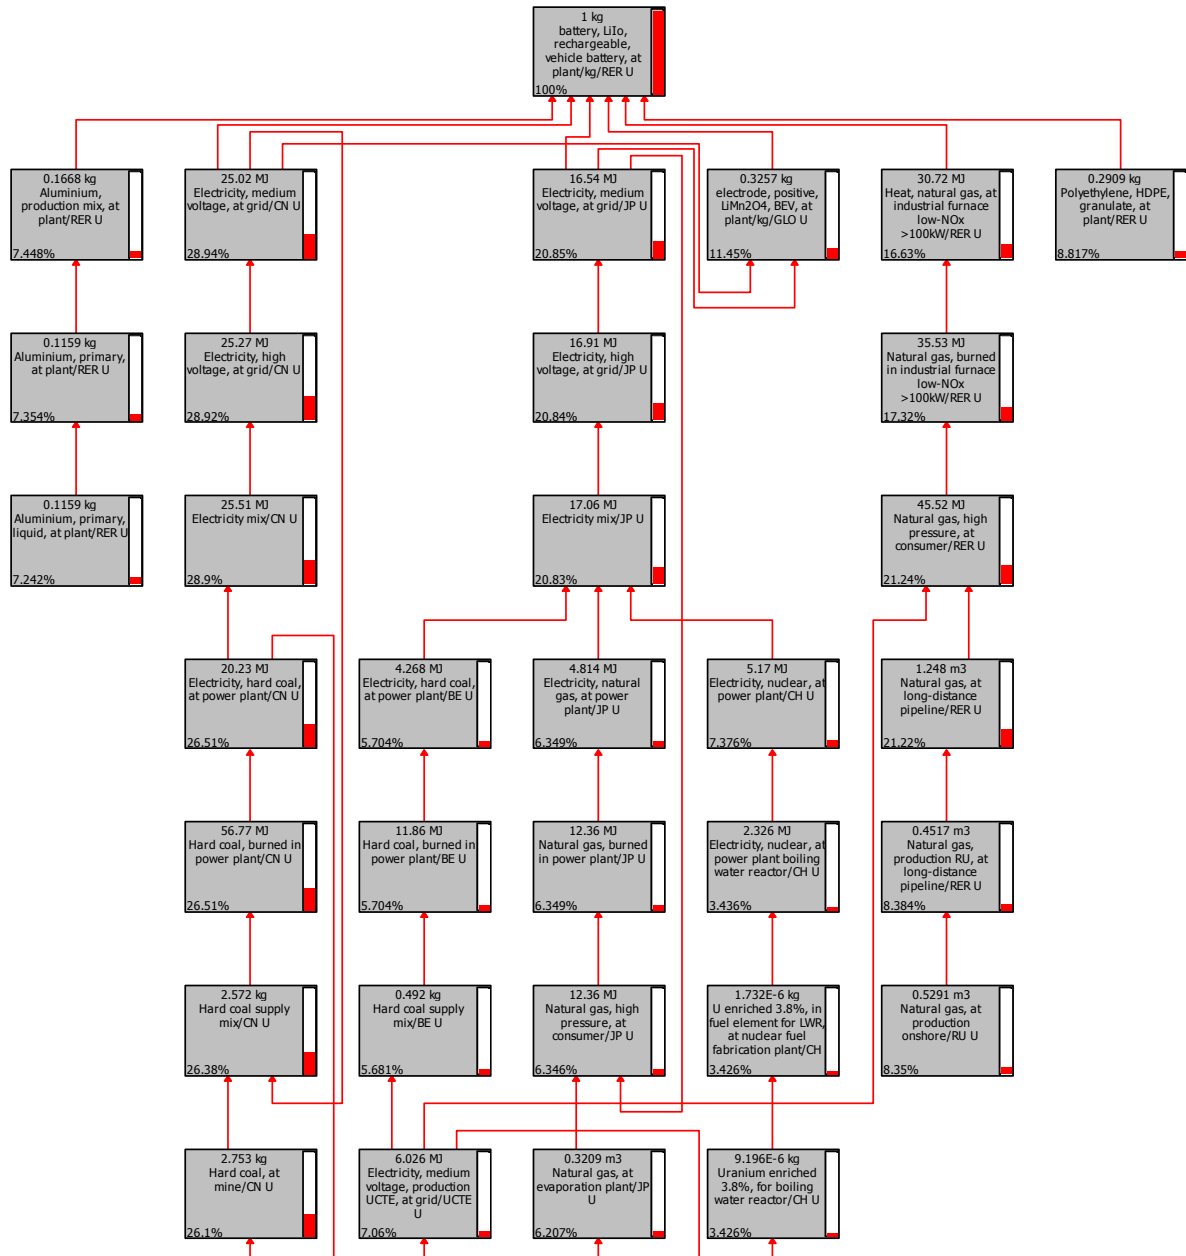 1 kg
battery, LiIo,
rechargeable,
vehicle battery, at
plant/kg/RER U
100%
0.1668 kg
Aluminium,
production mix, at
plant/RER U
7.448%
25.02 MJ
Electricity, medium
voltage, at grid/CN U
28.94%
16.54 MJ
Electricity, medium
voltage, at grid/JP U
20.85%
0.3257 kg
electrode, positive,
LiMn2O4, BEV, at
plant/kg/GLO U
11.45%
30.72 MJ
Heat, natural gas, at
industrial furnace
low-NOx
>100kW/RER U
16.63%
0.2909 kg
Polyethylene, HDPE,
granulate, at
plant/RER U
8.817%
0.1159 kg
Aluminium, primary,
at plant/RER U
7.354%
25.27 MJ
Electricity, high
voltage, at grid/CN U
28.92%
16.91 MJ
Electricity, high
voltage, at grid/JP U
20.84%
35.53 MJ
Natural gas, burned
in industrial furnace
low-NOx
>100kW/RER U
17.32%
0.1159 kg
Aluminium, primary,
liquid, at plant/RER U
7.242%
25.51 MJ
Electricity mix/CN U
28.9%
17.06 MJ
Electricity mix/JP U
20.83%
45.52 MJ
Natural gas, high
pressure, at
consumer/RER U
21.24%
20.23 MJ
Electricity, hard coal,
at power plant/CN U
26.51%
4.268 MJ
Electricity, hard coal,
at power plant/BE U
5.704%
4.814 MJ
Electricity, natural
gas, at power
plant/JP U
6.349%
5.17 MJ
Electricity, nuclear, at
power plant/CH U
7.376%
1.248 m3
Natural gas, at
long-distance
pipeline/RER U
21.22%
56.77 MJ
Hard coal, burned in
power plant/CN U
26.51%
11.86 MJ
Hard coal, burned in
power plant/BE U
5.704%
12.36 MJ
Natural gas, burned
in power plant/JP U
6.349%
2.326 MJ
Electricity, nuclear, at
power plant boiling
water reactor/CH U
3.436%
0.4517 m3
Natural gas,
production RU, at
long-distance
pipeline/RER U
8.384%
2.572 kg
Hard coal supply
mix/CN U
26.38%
0.492 kg
Hard coal supply
mix/BE U
5.681%
12.36 MJ
Natural gas, high
pressure, at
consumer/JP U
6.346%
1.732E-6 kg
U enriched 3.8%, in
fuel element for LWR,
at nuclear fuel
fabrication plant/CH
3.426%
0.5291 m3
Natural gas, at
production
onshore/RU U
8.35%
2.753 kg
Hard coal, at
mine/CN U
26.1%
6.026 MJ
Electricity, medium
voltage, production
UCTE, at grid/UCTE
U
7.06%
0.3209 m3
Natural gas, at
evaporation plant/JP
U
6.207%
9.196E-6 kg
Uranium enriched
3.8%, for boiling
water reactor/CH U
3.426%